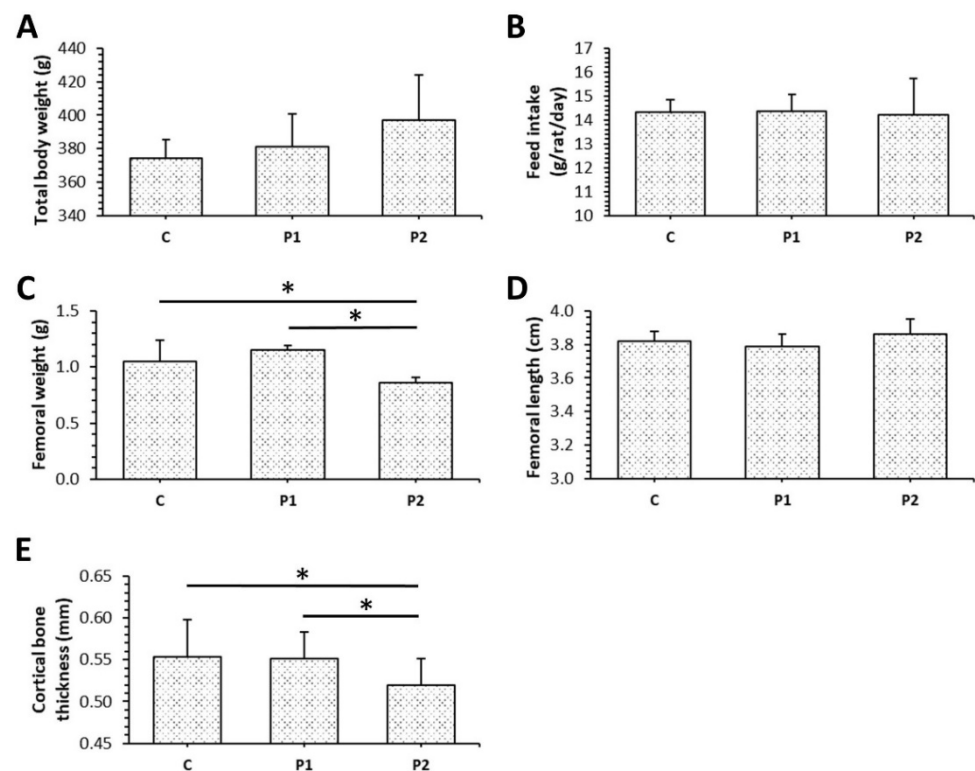 A
Total body weight (g)
440
420
400
380
360
340
C P1 P2
B
Feed intake
(g/rat/day)
17
16
15
14
13
12
11
10
C P1 P2
C
Femoral weight (g)
1.5
1.0
0.5
0.0
* 
*
C P1 P2
D
Femoral length (cm)
4.0
3.8
3.6
3.4
3.2
3.0
C P1 P2
E
Cortical bone
thickness (mm)
0.65
0.60
0.55
0.50
0.45
*
*
C P1 P2